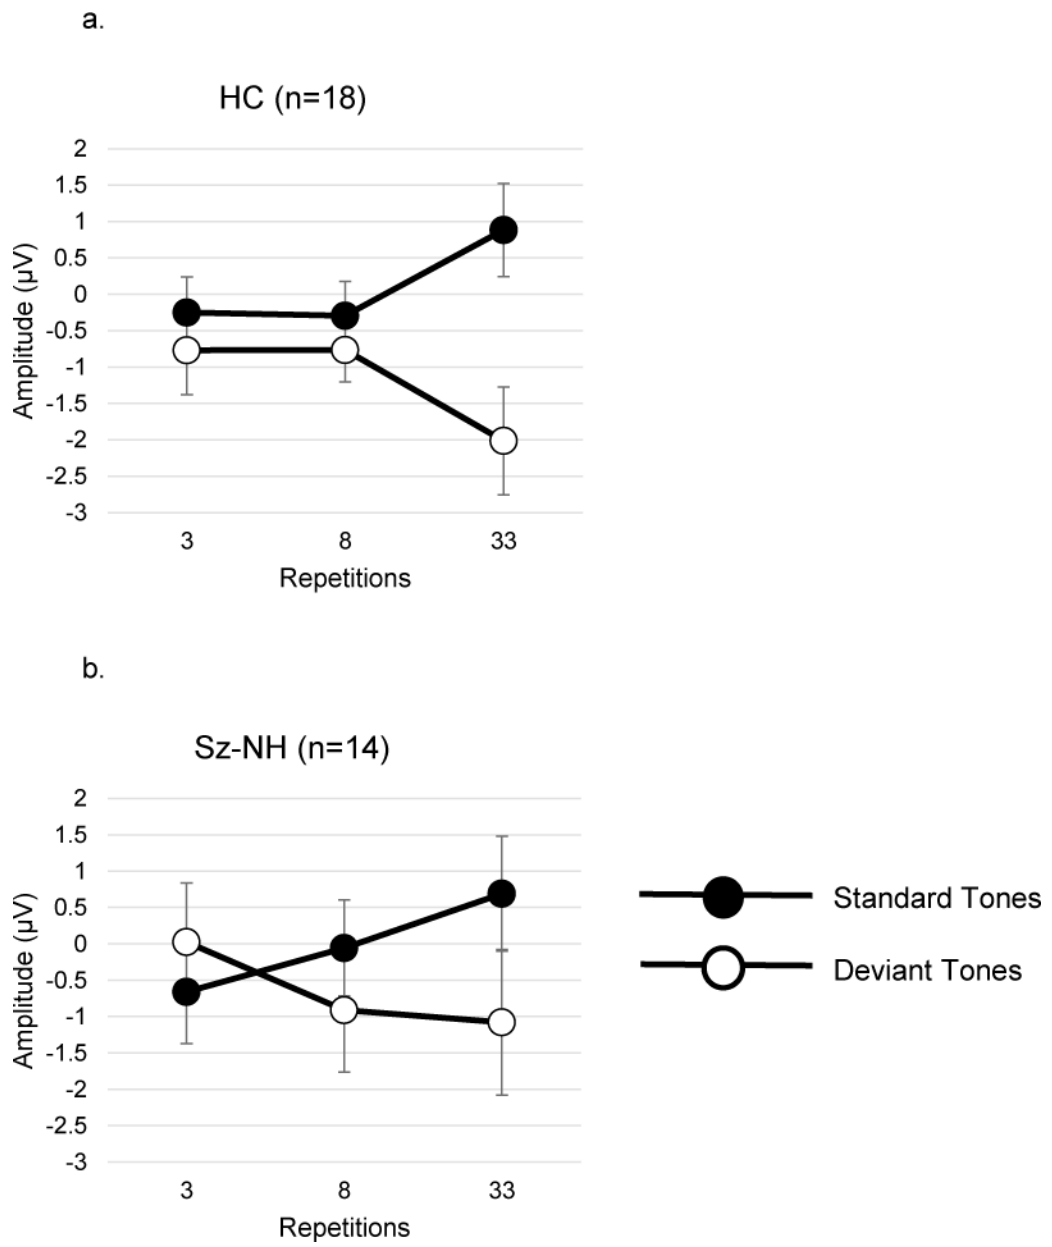 a.
HC (n=18)
2
1.5
1
0.5
0
-0.5
-1
-1.5
-2
-2.5
-3
Amplitude (µV)
3 8 33
Repetitions
b.
Sz-NH (n=14)
2
1.5
1
0.5
0
-0.5
-1
-1.5
-2
-2.5
-3
Amplitude (µV)
3 8 33
Repetitions
Standard Tones
Deviant Tones